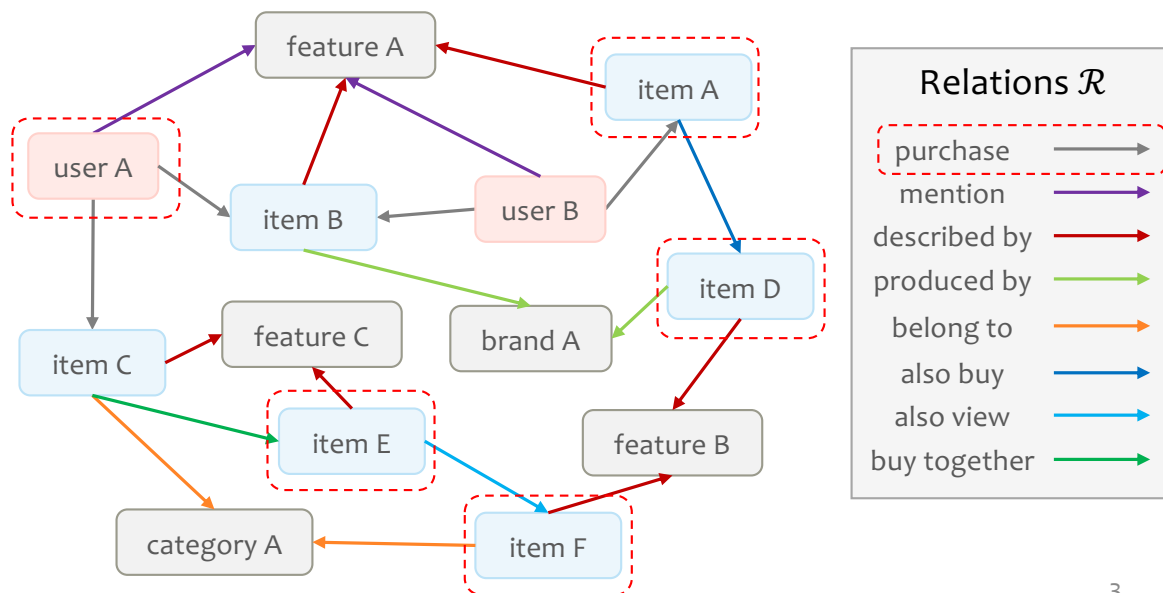 feature A
item A
user A
item B
user B
item D
feature C
brand A
item C
item E
feature B
category A
item F
Relations ℛ
purchase
mention
described by
produced by
belong to
also buy
also view
buy together
3